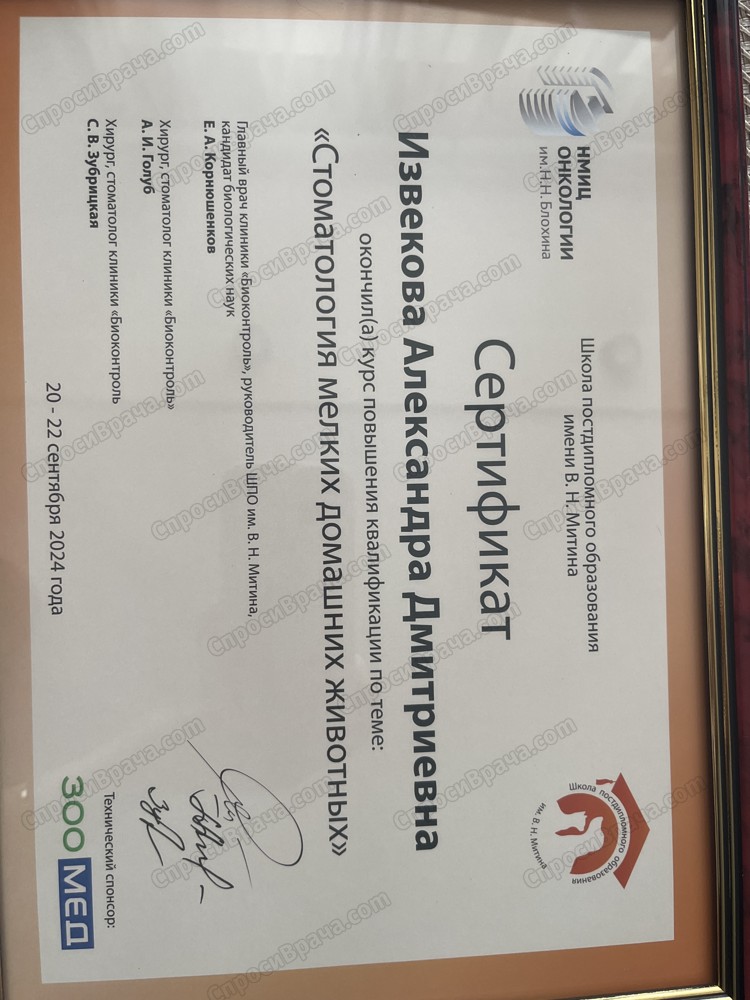 НМИЦ
ОНКОЛОГИИ
им.Н.Н. Блохина
Школа постдипломного образования
имени В. Н. Митина
Школа постдипломного образования
им. В. Н. Митина
Сертификат
Извекова Александра Дмитриевна
окончил(а) курс повышения квалификации по теме:
«Стоматология мелких домашних животных»
Главный врач клиники «Биоконтроль», руководитель ШПО им. В. Н. Митина,
кандидат биологических наук
Е. А. Корнюшенков
Хирург, стоматолог клиники «Биоконтроль»
А. И. Голуб
Хирург, стоматолог клиники «Биоконтроль
С. В. Зубрицкая
20 - 22 сентября 2024 года
Технический спонсор:
ЗОО МЕД
СпросиВрача.com